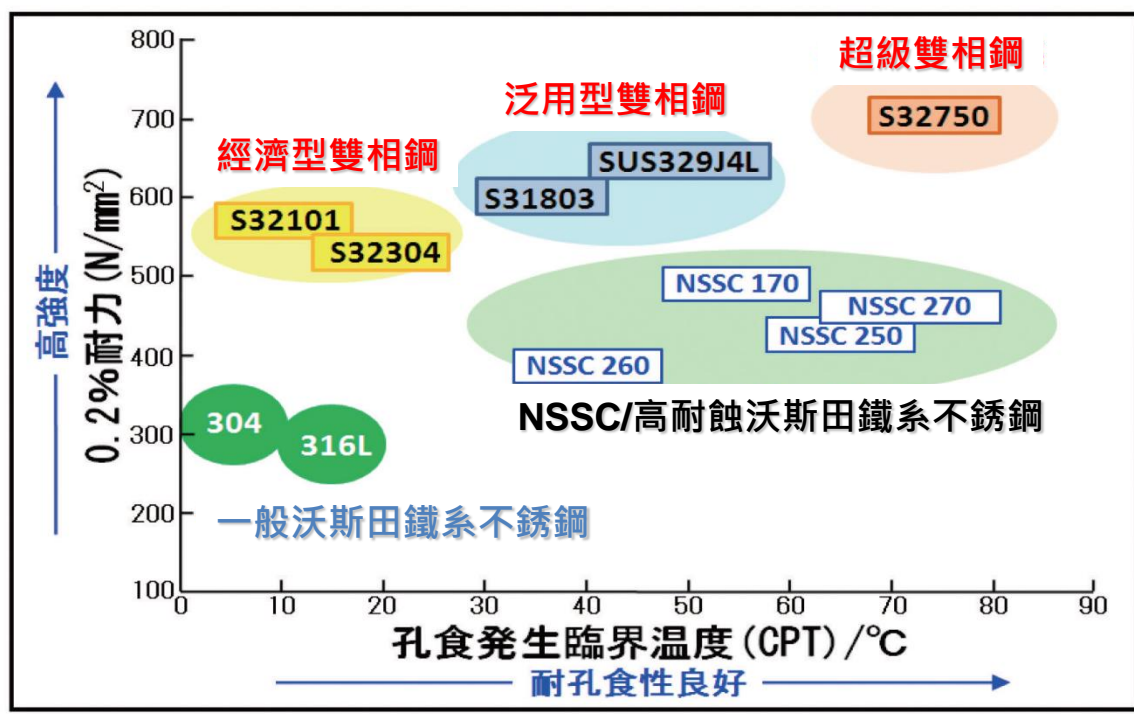 800
700
600
500
400
300
200
100
高強度
0.2%耐力(N/mm²)
超級雙相鋼
S32750
泛用型雙相鋼
SUS329J4L
S31803
經濟型雙相鋼
S32101
S32304
NSSC 170
NSSC 270
NSSC 250
NSSC 260
NSSC/高耐蝕沃斯田鐵系不銹鋼
304
316L
一般沃斯田鐵系不銹鋼
0 10 20 30 40 50 60 70 80 90
孔食発生臨界温度(CPT)/℃
耐孔食性良好